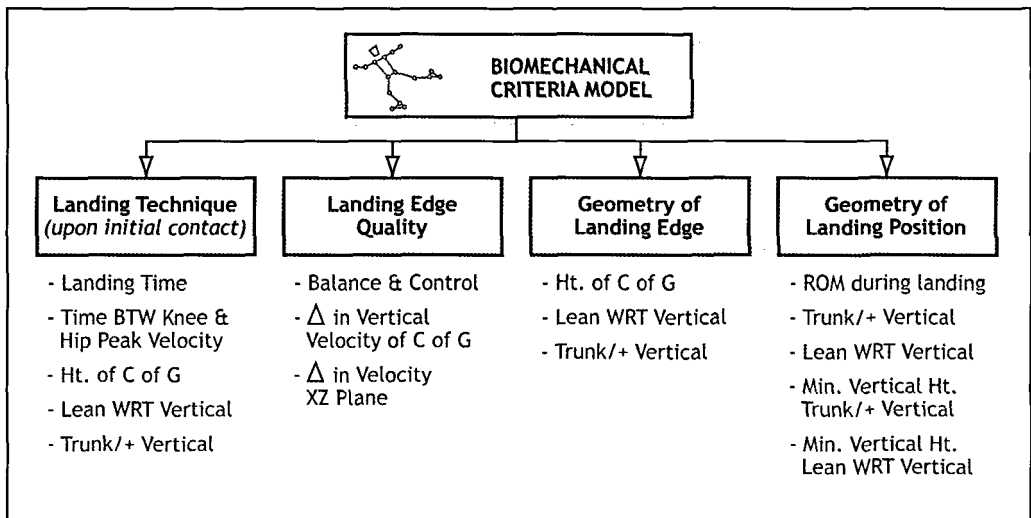 BIOMECHANICAL
CRITERIA MODEL
Landing Technique
(upon initial contact)
- Landing Time
- Time BTW Knee &
Hip Peak Velocity
- Ht. of C of G
- Lean WRT Vertical
- Trunk/+ Vertical
Landing Edge
Quality
- Balance & Control
- Δ in Vertical
Velocity of C of G
- Δ in Velocity
XZ Plane
Geometry of
Landing Edge
- Ht. of C of G
- Lean WRT Vertical
- Trunk/+ Vertical
Geometry of
Landing Position
- ROM during landing
- Trunk/+ Vertical
- Lean WRT Vertical
- Min. Vertical Ht.
Trunk/+ Vertical
- Min. Vertical Ht.
Lean WRT Vertical